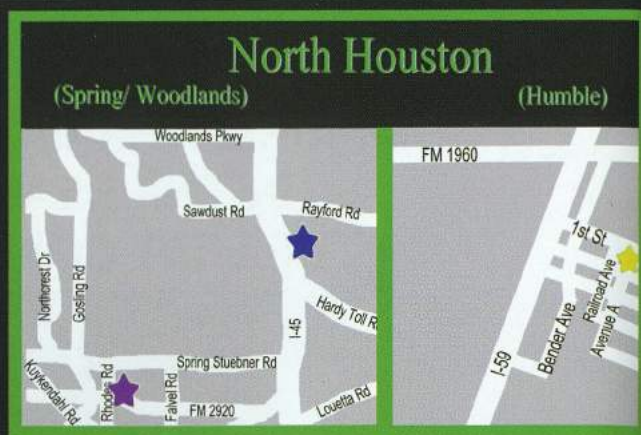 North Houston
(Spring/ Woodlands)
(Humble)
Woodlands Pkwy
Sawdust Rd
Rayford Rd
Northcrest Dr
Gosling Rd
I-45
Hardy Toll R
Spring Stuebner Rd
Kuykendahl Rd
Rhodes Rd
Falvel Rd
FM 2920
Louetta Rd
FM 1960
1st St
Railroad Ave
Avenue A
Bender Ave
I-59